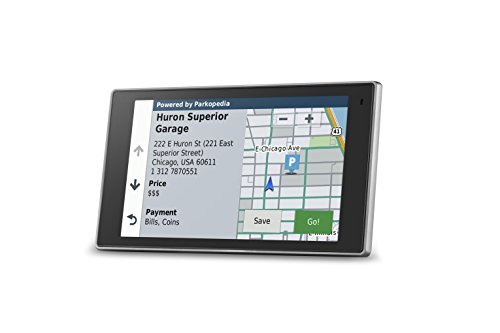 Powered by Parkopedia
Huron Superior
Garage
222 E Huron St (221 East
Superior Street)
Chicago, USA 60611
1 312 7870551
Price
$$$
Payment
Bills, Coins
41
E-Chicago Ave
P
Save
Go!